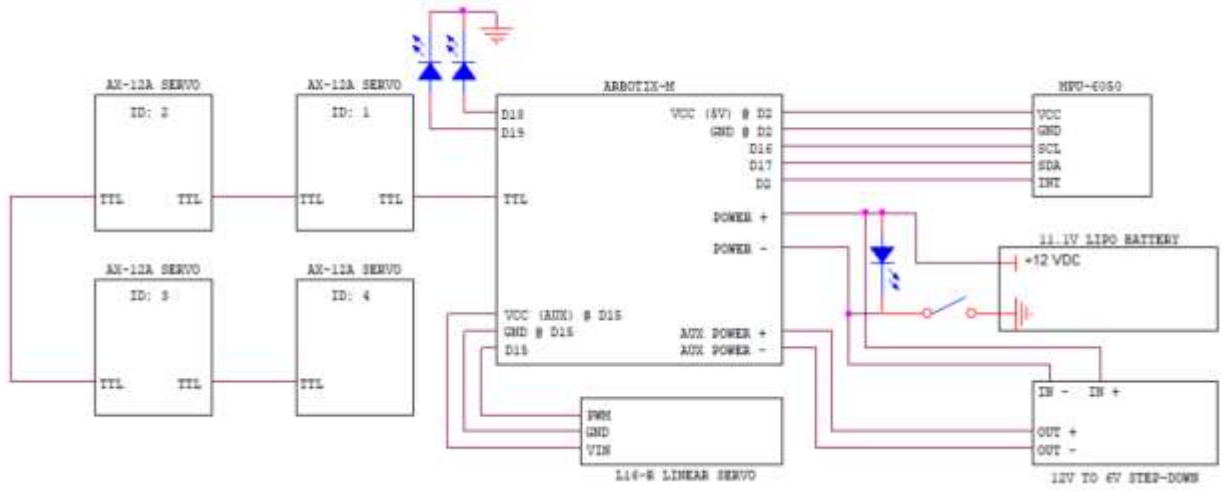 AX-12A SERVO
ID: 2
TTL TTL
AX-12A SERVO
ID: 1
TTL TTL
AX-12A SERVO
ID: 3
TTL TTL
AX-12A SERVO
ID: 4
TTL
ARBOTIX-M
D18
D19
TTL
VCC (AUX) @ D15
GND @ D15
D15
VCC (5V) @ D2
GND @ D2
D16
D17
D2
POWER +
POWER -
AUX POWER +
AUX POWER -
MPU-6050
VCC
GND
SCL
SDA
INT
11.1V LIPO BATTERY
+12 VDC
IN - IN +
OUT +
OUT -
12V TO 6V STEP-DOWN
PWM
GND
VIN
L16-R LINEAR SERVO